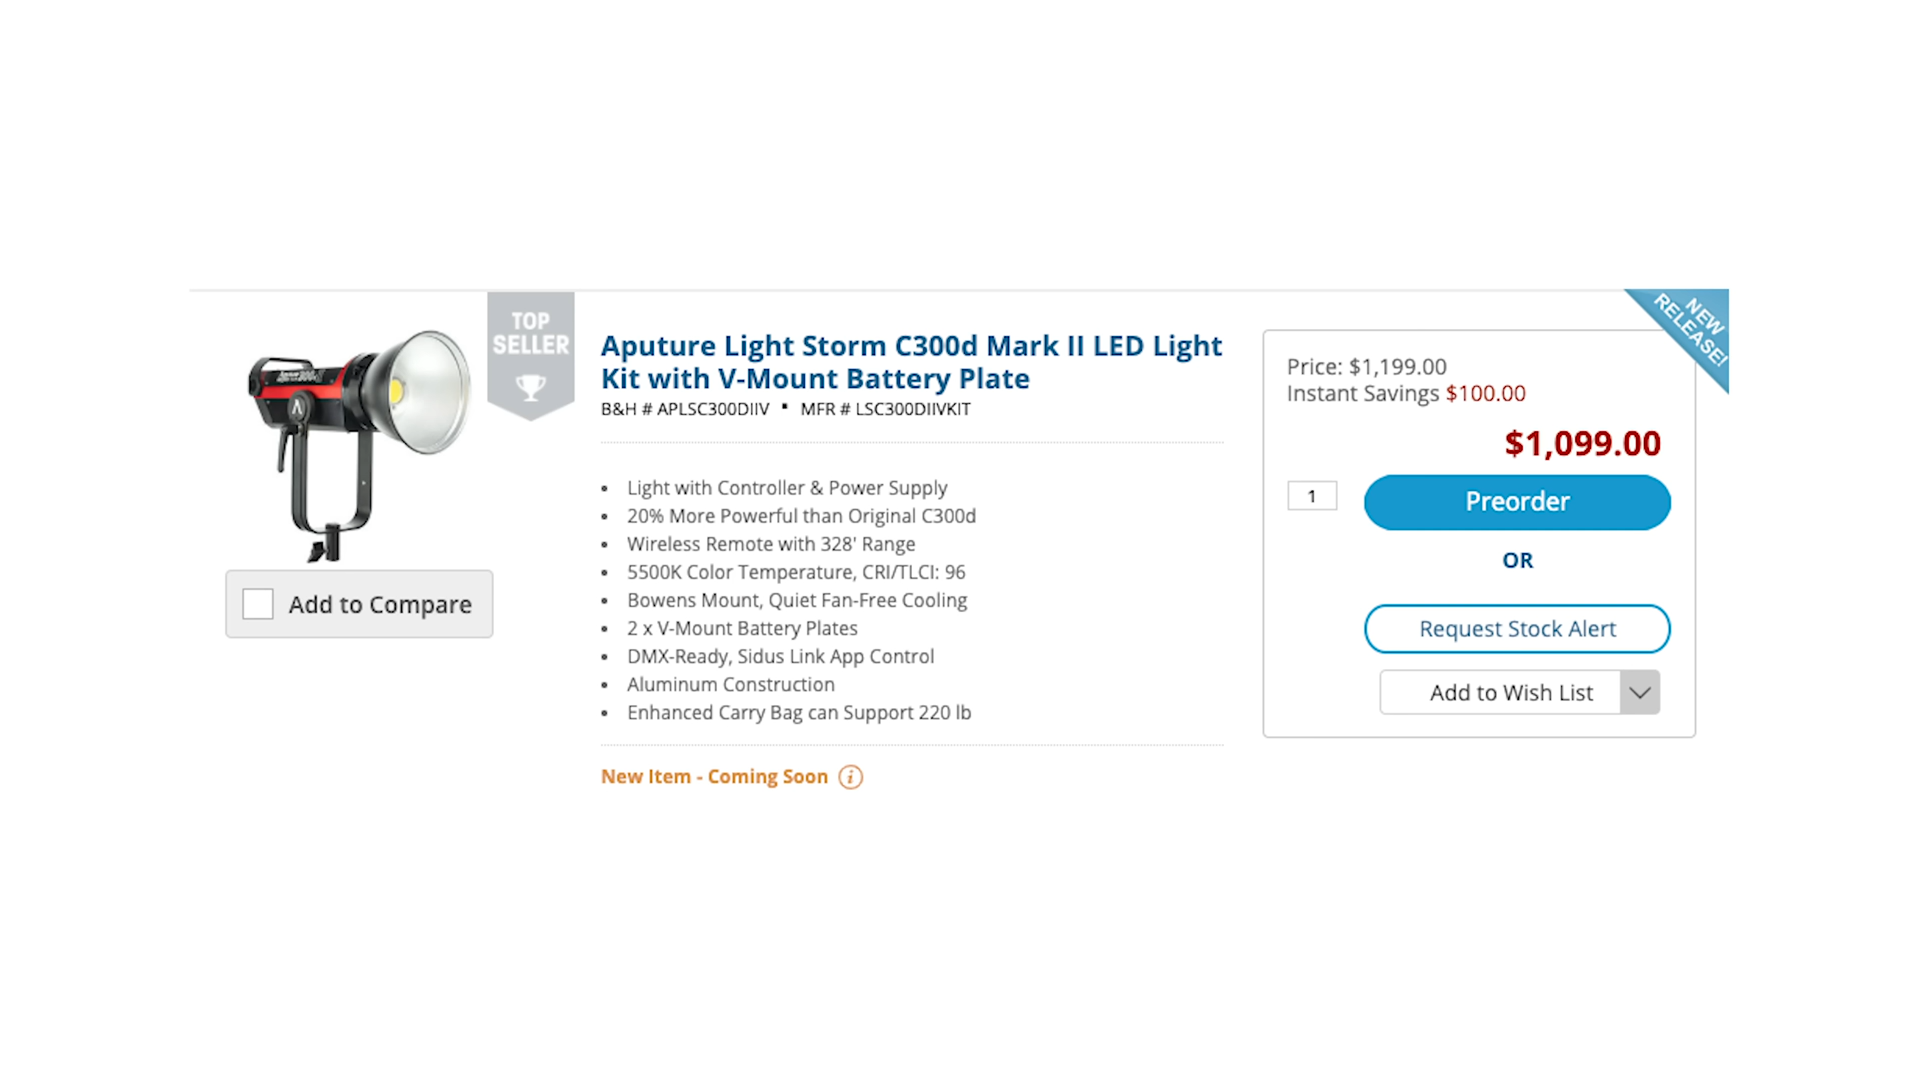 TOP
SELLER
Aputure Light Storm C300d Mark II LED Light
Kit with V-Mount Battery Plate
B&H # APLSC300DIIV ▪ MFR # LSC300DIIVKIT
• Light with Controller & Power Supply
• 20% More Powerful than Original C300d
• Wireless Remote with 328' Range
• 5500K Color Temperature, CRI/TLCI: 96
• Bowens Mount, Quiet Fan-Free Cooling
• 2 x V-Mount Battery Plates
• DMX-Ready, Sidus Link App Control
• Aluminum Construction
• Enhanced Carry Bag can Support 220 lb
New Item - Coming Soon i
Add to Compare
NEW
RELEASE!
Price: $1,199.00
Instant Savings $100.00
$1,099.00
1
Preorder
OR
Request Stock Alert
Add to Wish List